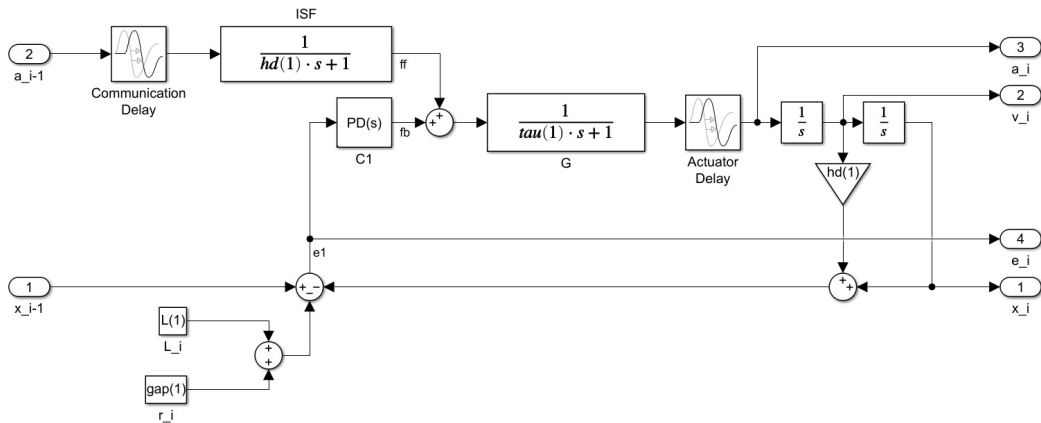 ISF
2
a_i-1
Communication
Delay
1
hd(1) · s + 1
ff
3
a_i
2
v_i
PD(s)
C1
fb
+
+
1
tau(1) · s + 1
G
Actuator
Delay
1
s
1
s
hd(1)
e1
4
e_i
1
x_i-1
+
-
-
+
+
1
x_i
L(1)
L_i
+
+
gap(1)
r_i